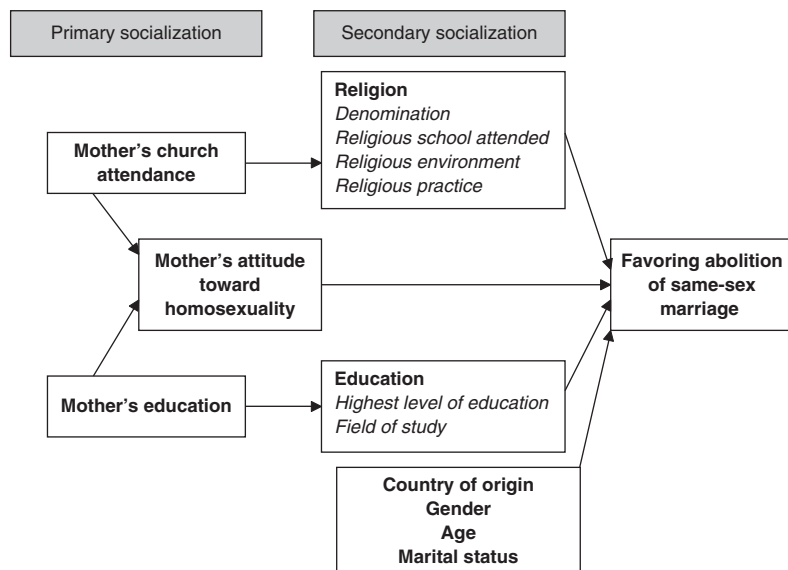 Primary socialization
Secondary socialization
Religion
Denomination
Religious school attended
Religious environment
Religious practice
Mother's church
attendance
Mother's attitude
toward
homosexuality
Favoring abolition
of same-sex
marriage
Mother's education
Education
Highest level of education
Field of study
Country of origin
Gender
Age
Marital status